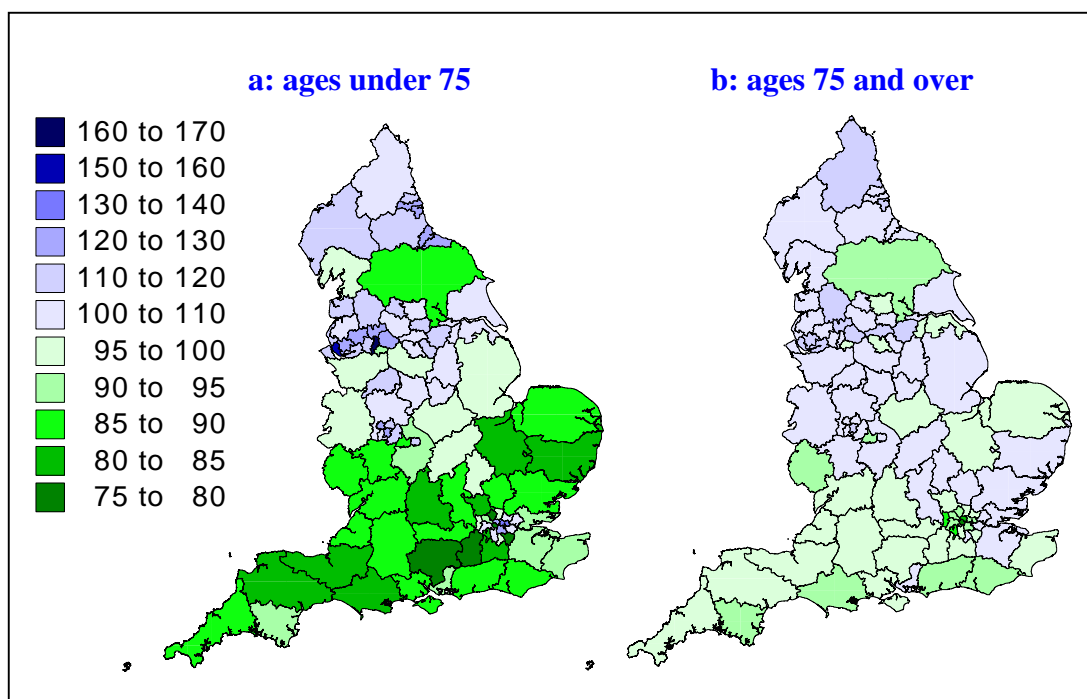 a: ages under 75
b: ages 75 and over
160 to 170
150 to 160
130 to 140
120 to 130
110 to 120
100 to 110
95 to 100
90 to 95
85 to 90
80 to 85
75 to 80